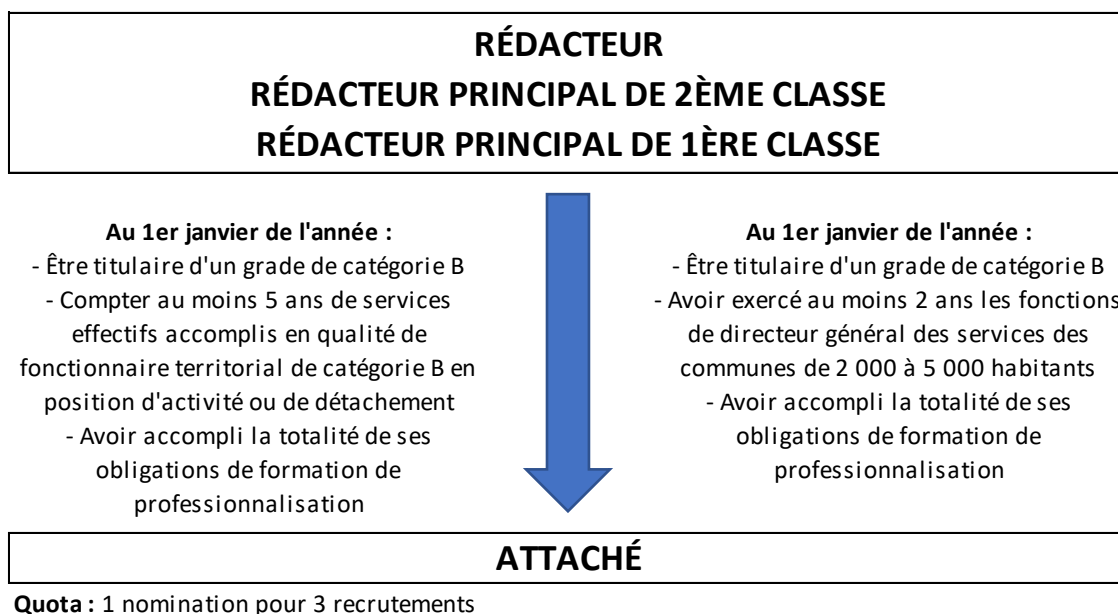 RÉDACTEUR
RÉDACTEUR PRINCIPAL DE 2ÈME CLASSE
RÉDACTEUR PRINCIPAL DE 1ÈRE CLASSE
Au 1er janvier de l'année :
- Être titulaire d'un grade de catégorie B
- Compter au moins 5 ans de services
effectifs accomplis en qualité de
fonctionnaire territorial de catégorie B en
position d'activité ou de détachement
- Avoir accompli la totalité de ses
obligations de formation de
professionnalisation
Au 1er janvier de l'année :
- Être titulaire d'un grade de catégorie B
- Avoir exercé au moins 2 ans les fonctions
de directeur général des services des
communes de 2 000 à 5 000 habitants
- Avoir accompli la totalité de ses
obligations de formation de
professionnalisation
ATTACHÉ
Quota : 1 nomination pour 3 recrutements